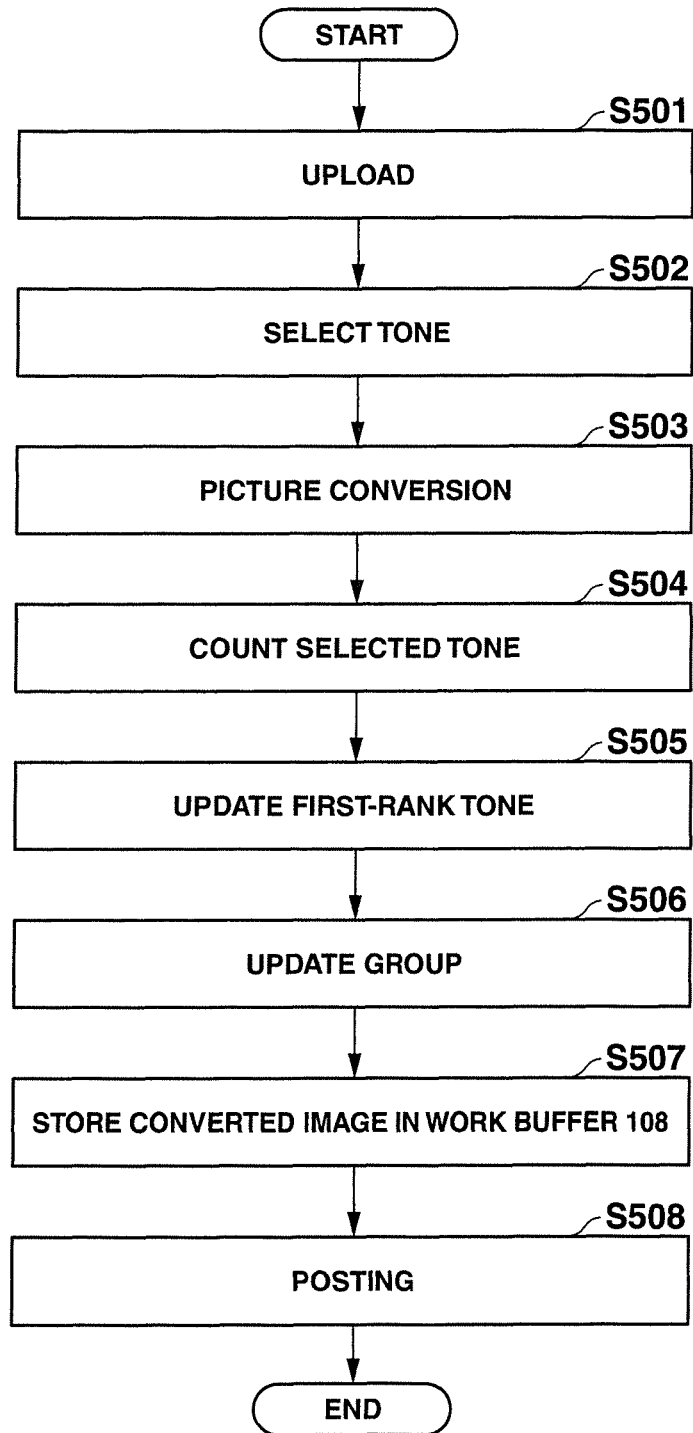 START
S501
UPLOAD
S502
SELECT TONE
S503
PICTURE CONVERSION
S504
COUNT SELECTED TONE
S505
UPDATE FIRST-RANK TONE
S506
UPDATE GROUP
S507
STORE CONVERTED IMAGE IN WORK BUFFER 108
S508
POSTING
END